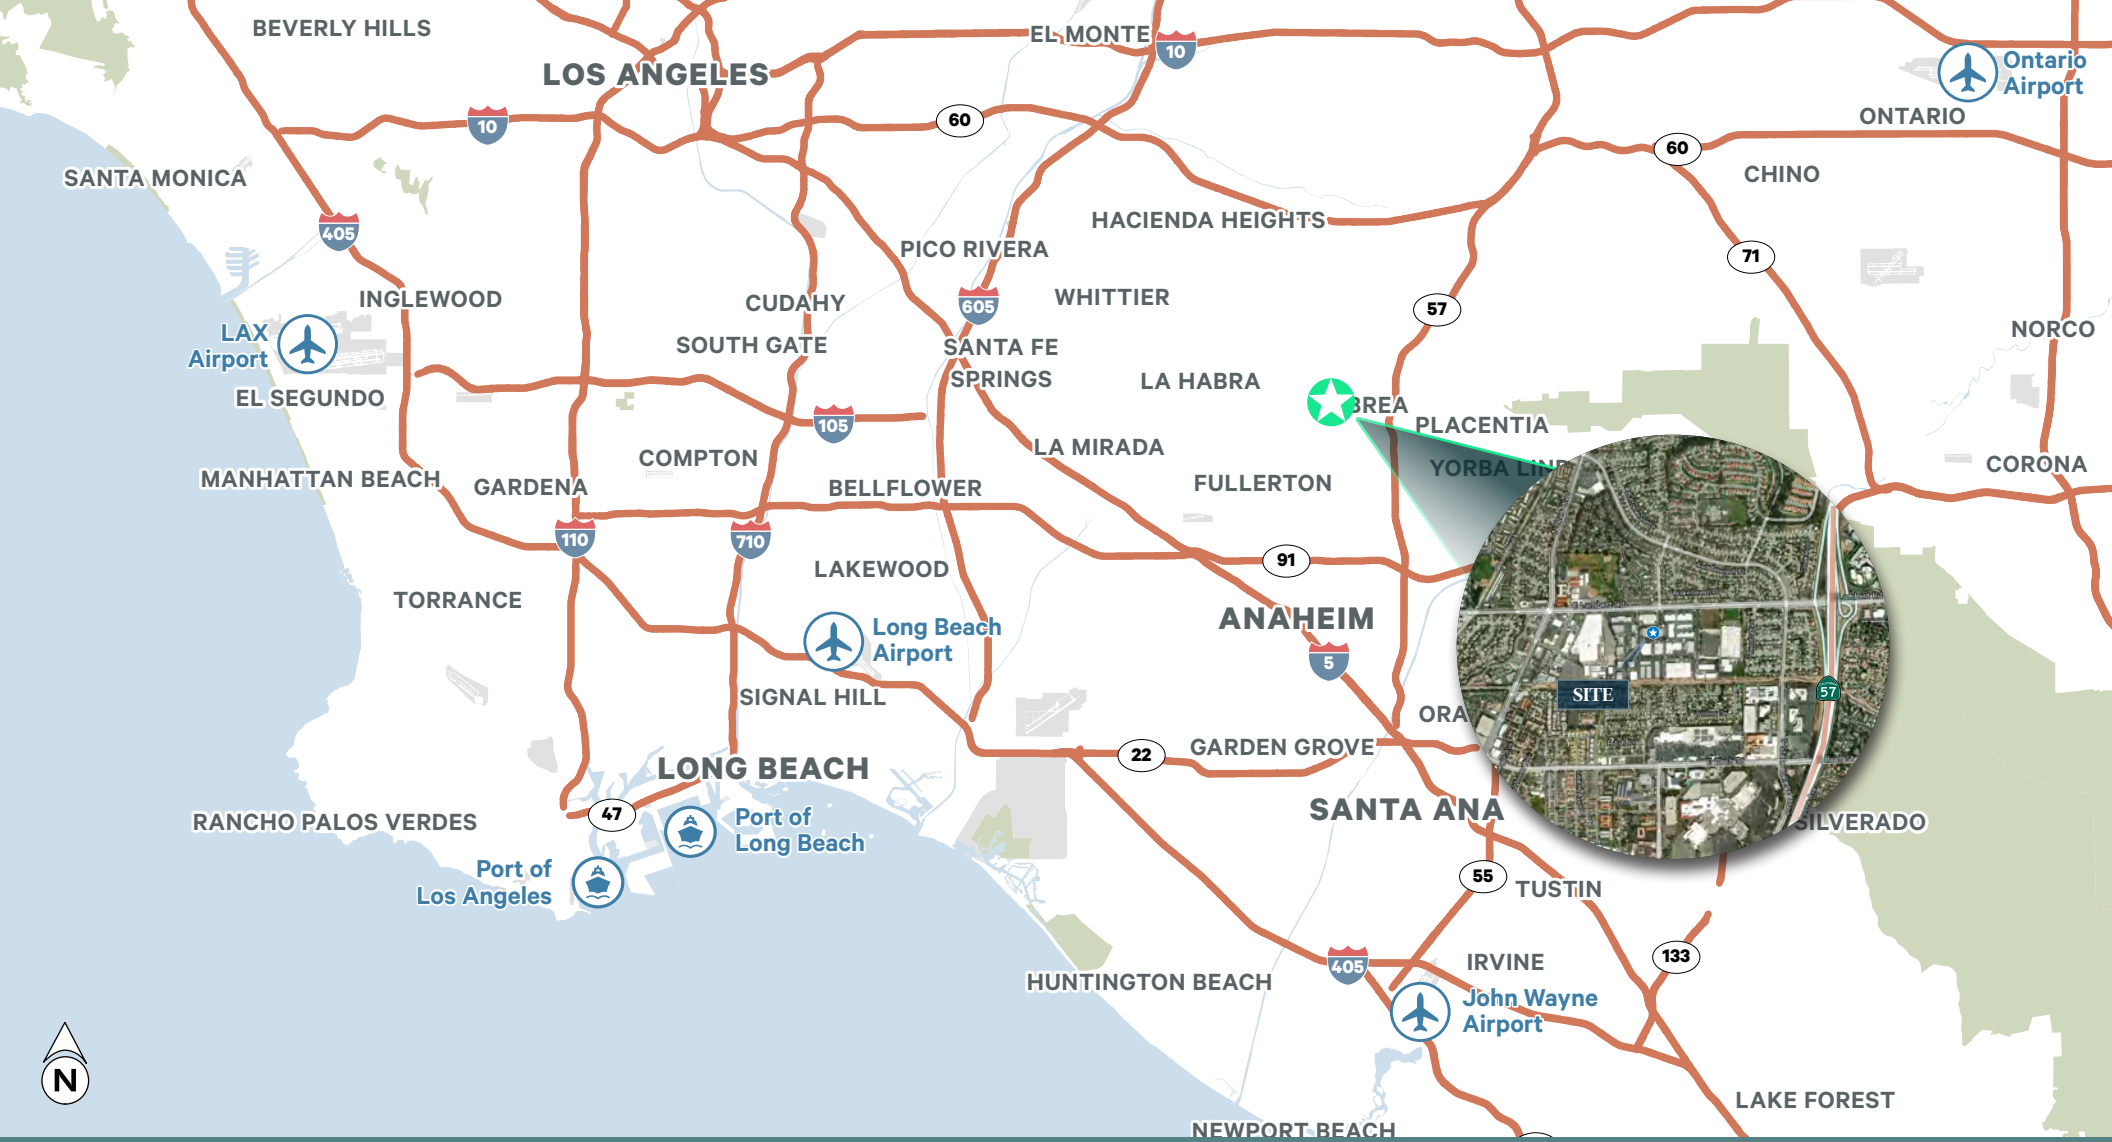 BEVERLY HILLS
EL MONTE
10
LOS ANGELES
Ontario
Airport
ONTARIO
10
60
60
SANTA MONICA
CHINO
405
HACIENDA HEIGHTS
PICO RIVERA
71
INGLEWOOD
CUDAHY
605
WHITTIER
57
LAX
Airport
SOUTH GATE
SANTA FE
SPRINGS
NORCO
EL SEGUNDO
LA HABRA
BREA
PLACENTIA
105
LA MIRADA
COMPTON
YORBA LIND
CORONA
MANHATTAN BEACH
GARDENA
BELLFLOWER
FULLERTON
110
710
91
LAKEWOOD
TORRANCE
ANAHEIM
Long Beach
Airport
5
SITE
57
SIGNAL HILL
ORA
GARDEN GROVE
22
LONG BEACH
SANTA ANA
47
Port of
Long Beach
RANCHO PALOS VERDES
SILVERADO
Port of
Los Angeles
55
TUSTIN
133
405
IRVINE
HUNTINGTON BEACH
John Wayne
Airport
N
LAKE FOREST
NEWPORT BEACH